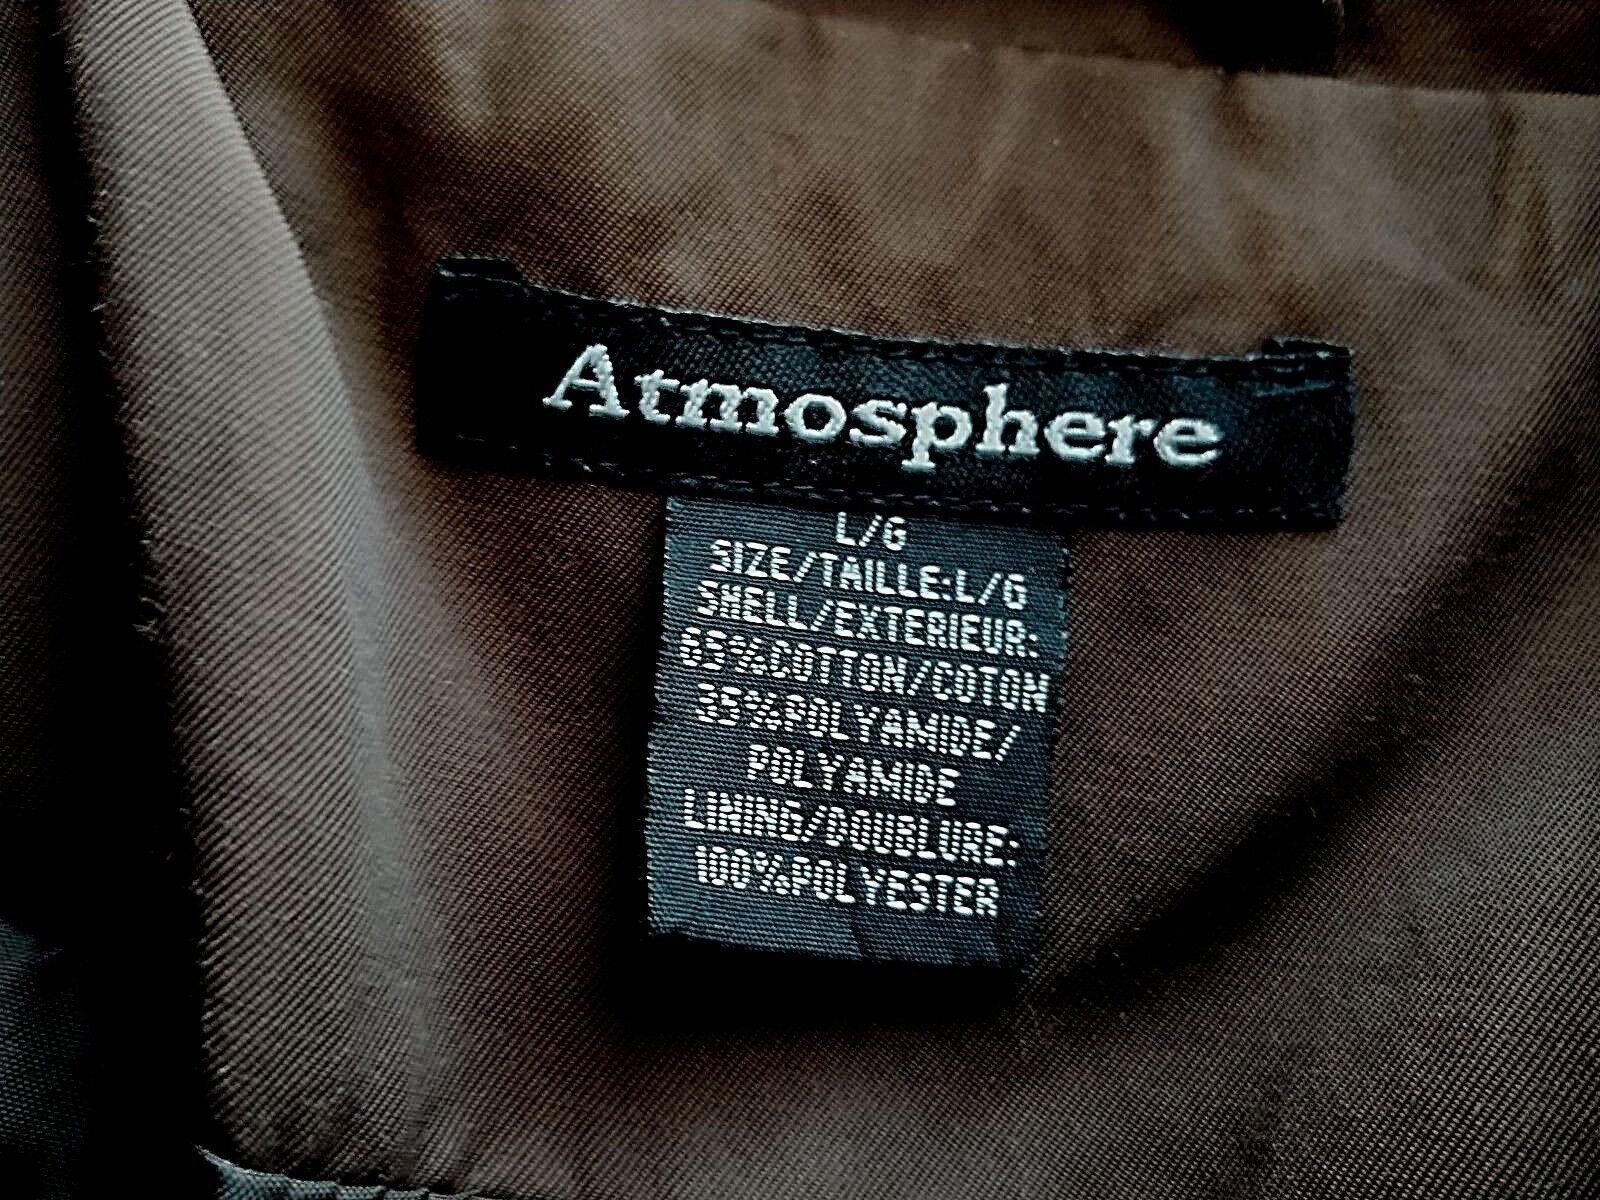 Atmosphere
L/G
SIZE/TAILLE:L/G
SHELL/EXTERIEUR:
65%COTTON/COTON
35%POLYAMIDE/
POLYAMIDE
LINING/DOUBLURE:
100%POLYESTER